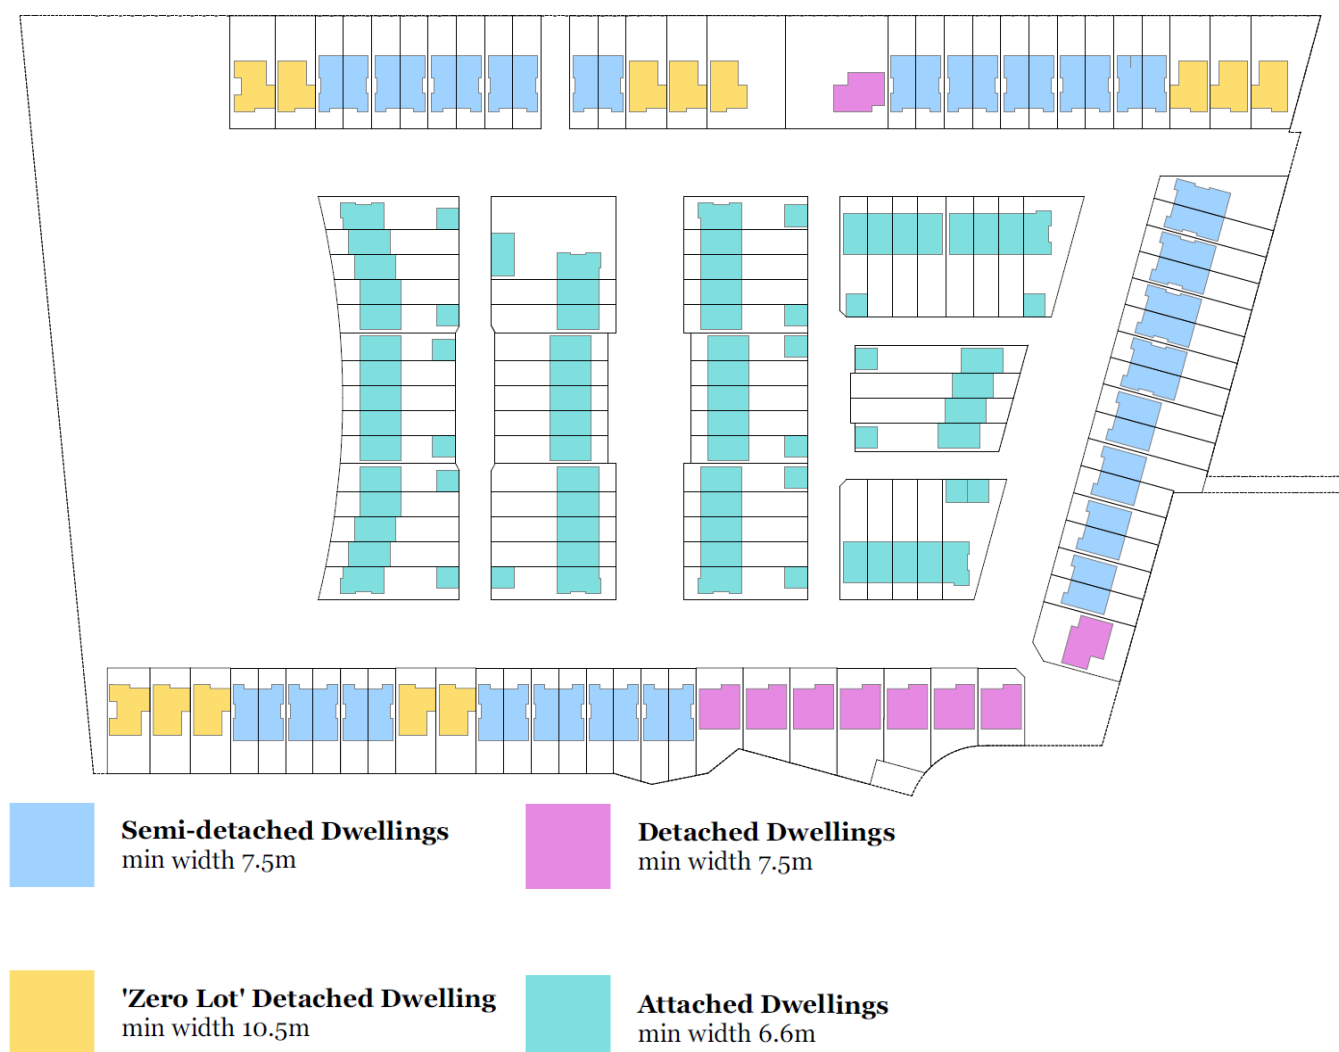 Semi-detached Dwellings
min width 7.5m
Detached Dwellings
min width 7.5m
'Zero Lot' Detached Dwelling
min width 10.5m
Attached Dwellings
min width 6.6m